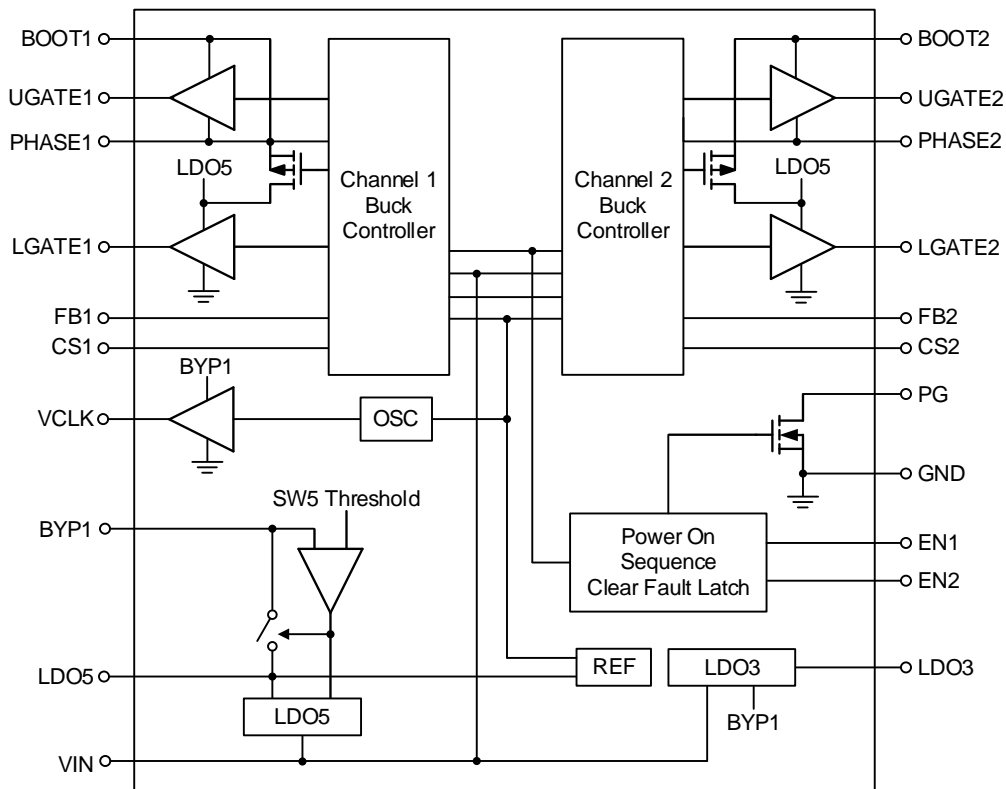 BOOT1
BOOT2
UGATE1
UGATE2
PHASE1
PHASE2
LDO5
LDO5
Channel 1
Buck
Controller
Channel 2
Buck
Controller
LGATE1
LGATE2
FB1
FB2
CS1
CS2
BYP1
PG
VCLK
OSC
GND
SW5 Threshold
BYP1
Power On
Sequence
Clear Fault Latch
EN1
EN2
LDO5
REF
LDO3
LDO3
LDO5
BYP1
VIN